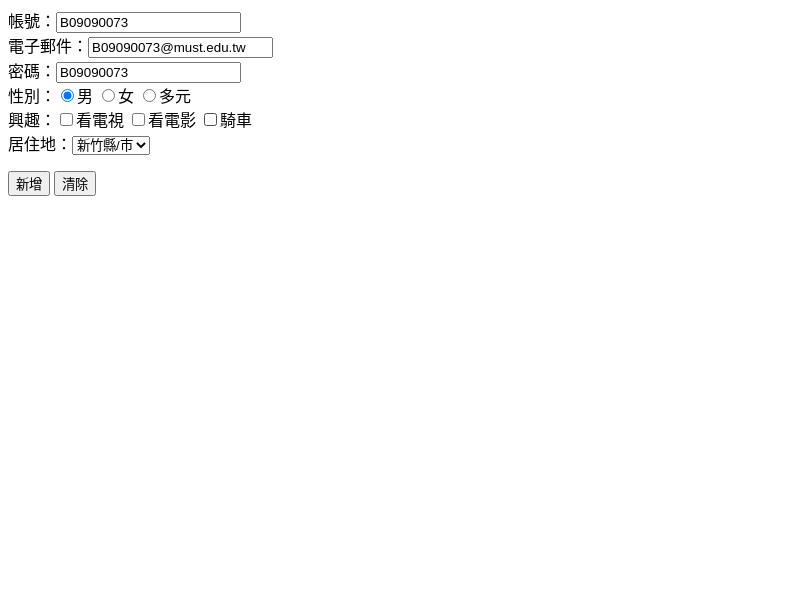 帳號：B09090073
電子郵件：B09090073@must.edu.tw
密碼：B09090073
性別：男 女 多元
興趣：看電視 看電影 騎車
居住地：新竹縣/市
新增 清除